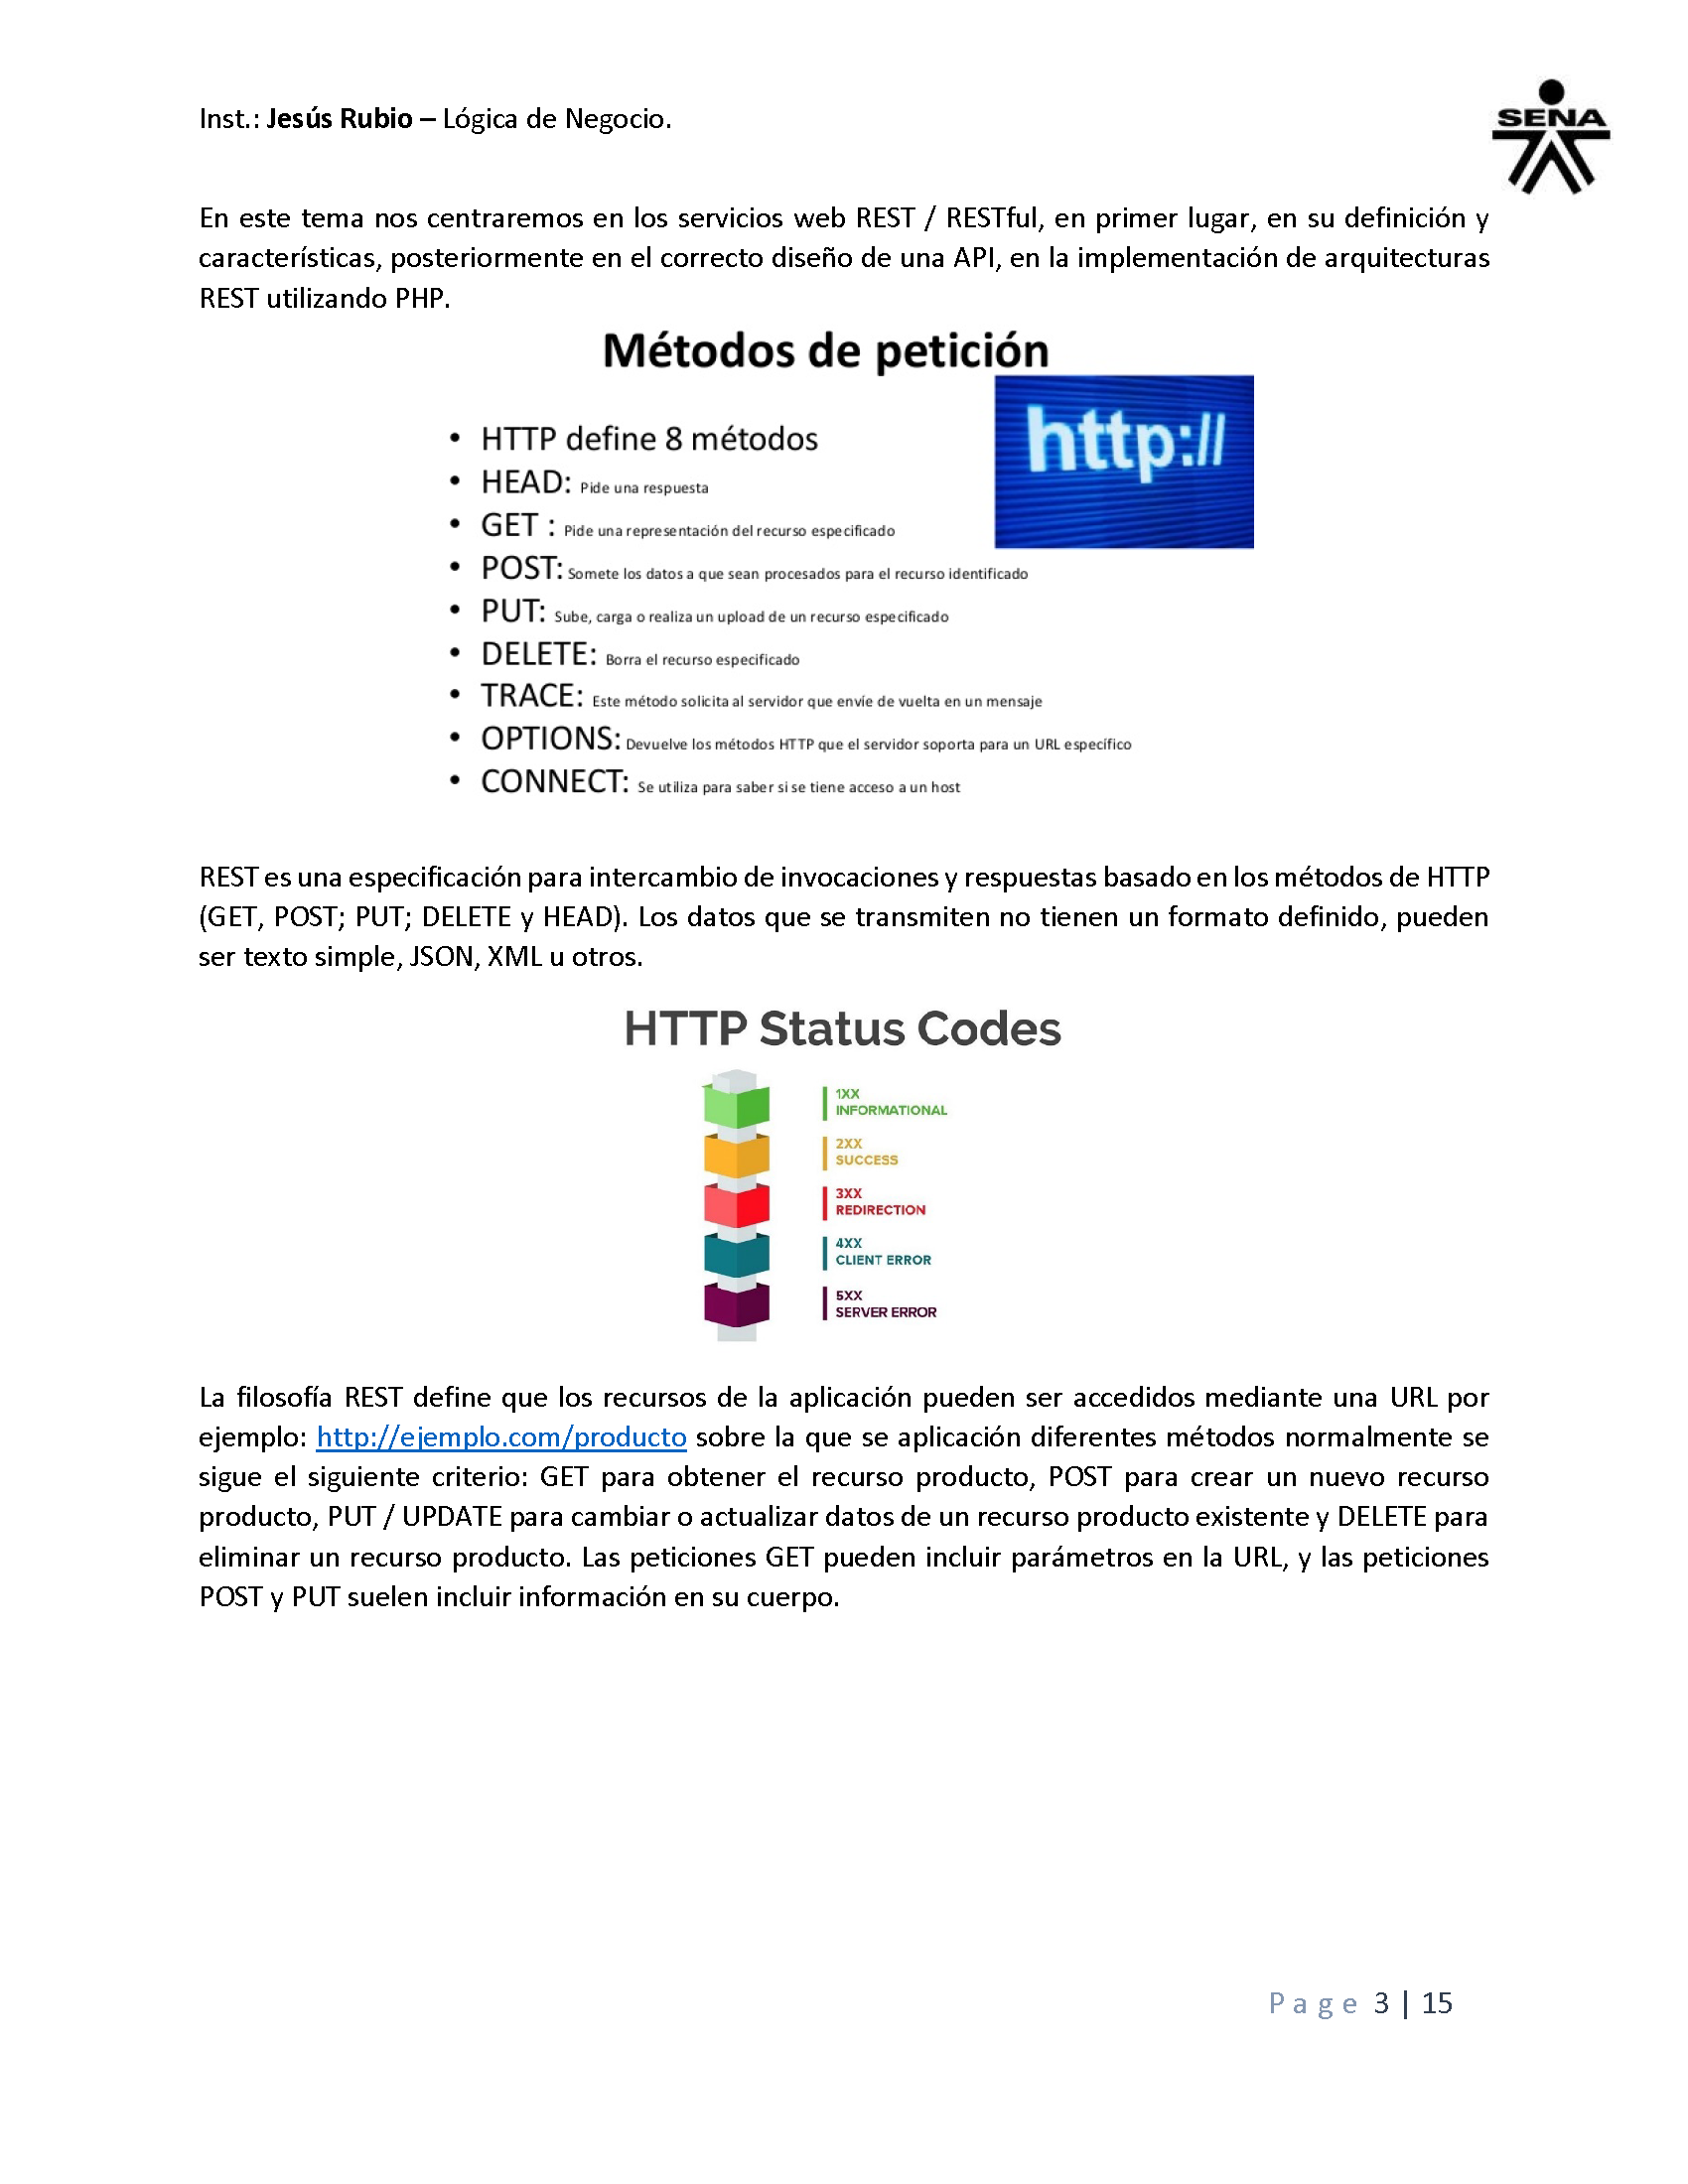 Inst.: Jesús Rubio – Lógica de Negocio.
SENA
En este tema nos centraremos en los servicios web REST / RESTful, en primer lugar, en su definición y
características, posteriormente en el correcto diseño de una API, en la implementación de arquitecturas
REST utilizando PHP.
Métodos de petición
http://
• HTTP define 8 métodos
• HEAD: Pide una respuesta
• GET : Pide una representación del recurso especificado
• POST: Somete los datos a que sean procesados para el recurso identificado
• PUT: Sube, carga o realiza un upload de un recurso especificado
• DELETE: Borra el recurso especificado
• TRACE: Este método solicita al servidor que envíe de vuelta en un mensaje
• OPTIONS: Devuelve los métodos HTTP que el servidor soporta para un URL específico
• CONNECT: Se utiliza para saber si se tiene acceso a un host
REST es una especificación para intercambio de invocaciones y respuestas basado en los métodos de HTTP
(GET, POST; PUT; DELETE y HEAD). Los datos que se transmiten no tienen un formato definido, pueden
ser texto simple, JSON, XML u otros.
HTTP Status Codes
1XX
INFORMATIONAL
2XX
SUCCESS
3XX
REDIRECTION
4XX
CLIENT ERROR
5XX
SERVER ERROR
La filosofía REST define que los recursos de la aplicación pueden ser accedidos mediante una URL por
ejemplo: http://ejemplo.com/producto sobre la que se aplicación diferentes métodos normalmente se
sigue el siguiente criterio: GET para obtener el recurso producto, POST para crear un nuevo recurso
producto, PUT / UPDATE para cambiar o actualizar datos de un recurso producto existente y DELETE para
eliminar un recurso producto. Las peticiones GET pueden incluir parámetros en la URL, y las peticiones
POST y PUT suelen incluir información en su cuerpo.
Page 3 | 15